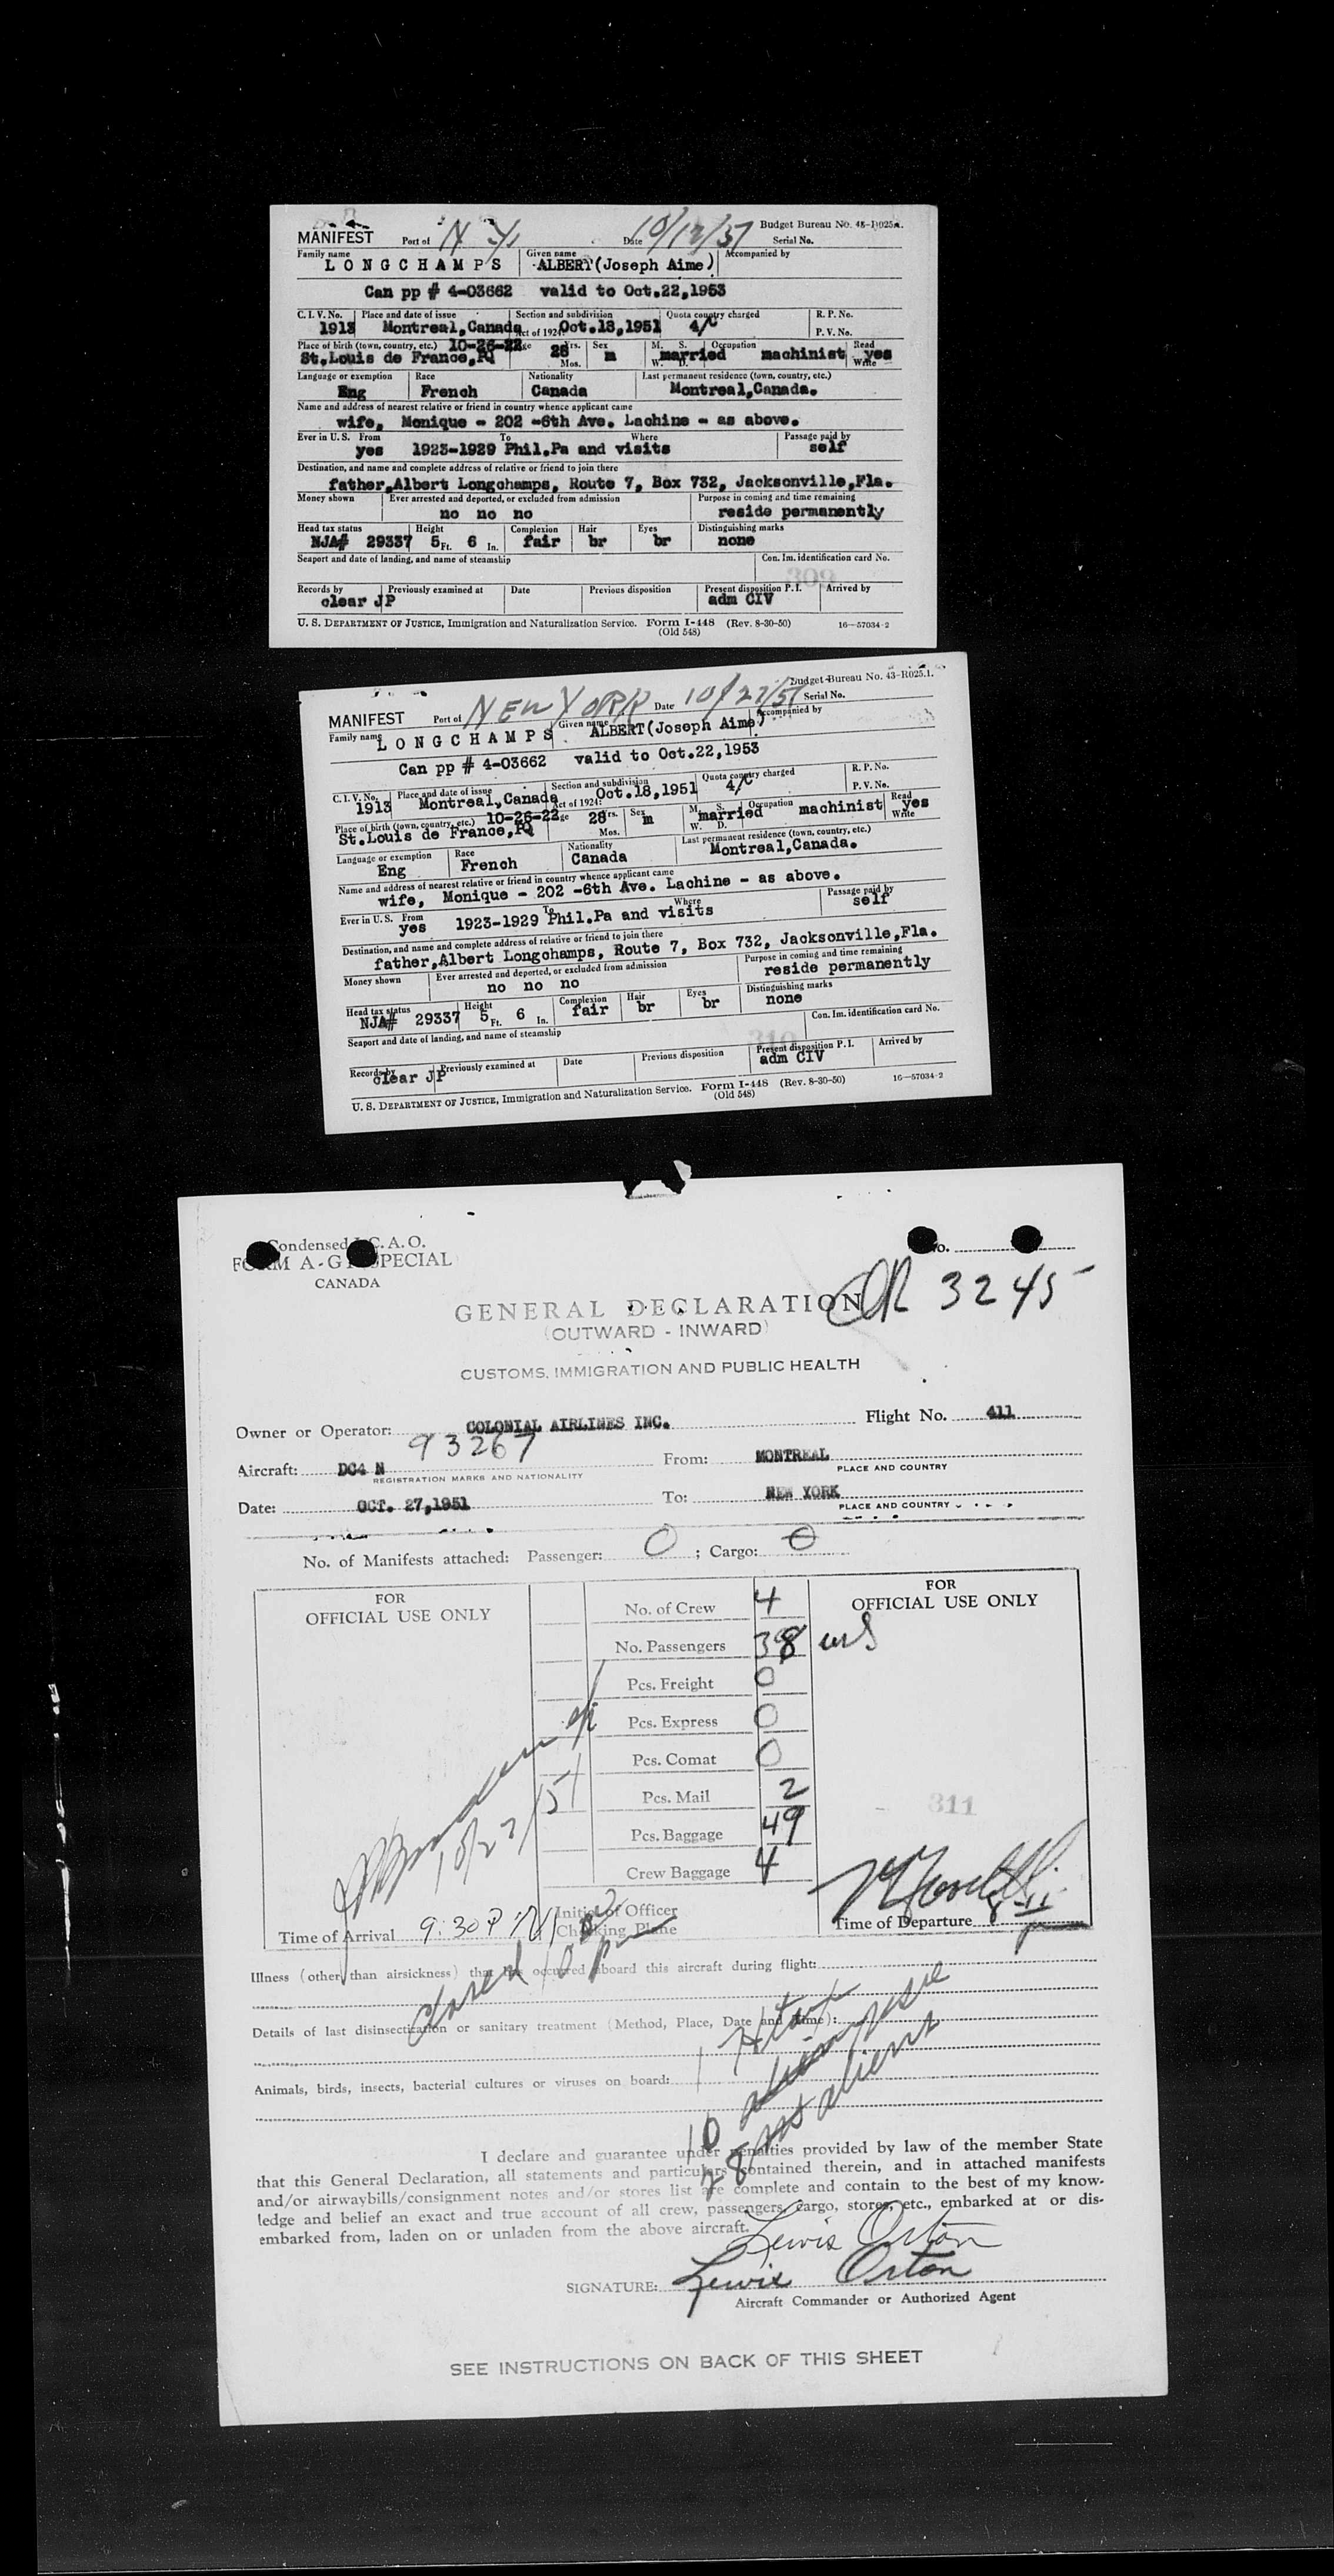 MANIFEST Port of N Y Date 10/12/51 Budget Bureau No. 43-R025.1.
Serial No.
Family name LONGCHAMPS Given name ALBERT(Joseph Aime) Accompanied by
Can pp # 4-03662 valid to Oct.22,1953
C. I. V. No. Place and date of issue Section and subdivision Quota country charged R. P. No.
1913 Montreal,Canada Act of 1924: Oct.18,1951 4/C P. V. No.
Place of birth (town, country, etc.) 10-26-22 Age 28 Yrs. Sex M. S. Occupation Read
St.Louis de France,PQ Mos. m W. D. married machinist Write yes
Language or exemption Race Nationality Last permanent residence (town, country, etc.)
Eng French Canada Montreal,Canada.
Name and address of nearest relative or friend in country whence applicant came
wife, Monique - 202 -6th Ave. Lachine - as above.
Ever in U. S. From To Where Passage paid by
yes 1923-1929 Phil,Pa and visits self
Destination, and name and complete address of relative or friend to join there
father,Albert Longchamps, Route 7, Box 732, Jacksonville,Fla.
Money shown Ever arrested and deported, or excluded from admission Purpose in coming and time remaining
no no no reside permanently
Head tax status Height Complexion Hair Eyes Distinguishing marks
NJA# 29337 5 Ft. 6 In. fair br br none
Seaport and date of landing, and name of steamship Con. Im. identification card No.
309
Records by Previously examined at Date Previous disposition Present disposition P. I. Arrived by
clear JP adm CIV
U. S. DEPARTMENT OF JUSTICE, Immigration and Naturalization Service. Form I-448 (Rev. 8-30-50) 16—57034-2
(Old 548)
MANIFEST Port of NEW YORK Date 10/27/51 Budget Bureau No. 43-R025.1.
Serial No.
Family name LONGCHAMPS Given name ALBERT(Joseph Aime) Accompanied by
Can pp # 4-03662 valid to Oct.22,1953
C. I. V. No. Place and date of issue Section and subdivision Quota country charged R. P. No.
1913 Montreal,Canada Act of 1924: Oct.18,1951 4/C P. V. No.
Place of birth (town, country, etc.) 10-26-22 Age 28 Yrs. Sex M. S. Occupation Read
St.Louis de France,PQ Mos. m W. D. married machinist Write yes
Language or exemption Race Nationality Last permanent residence (town, country, etc.)
Eng French Canada Montreal,Canada.
Name and address of nearest relative or friend in country whence applicant came
wife, Monique - 202 -6th Ave. Lachine - as above.
Ever in U. S. From To Where Passage paid by
yes 1923-1929 Phil.Pa and visits self
Destination, and name and complete address of relative or friend to join there
father,Albert Longchamps, Route 7, Box 732, Jacksonville,Fla.
Money shown Ever arrested and deported, or excluded from admission Purpose in coming and time remaining
no no no reside permanently
Head tax status Height Complexion Hair Eyes Distinguishing marks
NJA# 29337 5 Ft. 6 In. fair br br none
Seaport and date of landing, and name of steamship Con. Im. identification card No.
310
Records by Previously examined at Date Previous disposition Present disposition P. I. Arrived by
clear JP adm CIV
U. S. DEPARTMENT OF JUSTICE, Immigration and Naturalization Service. Form I-448 (Rev. 8-30-50) 16—57034-2
(Old 548)
Condensed I.C.A.O. No.
FORM A-G SPECIAL
CANADA
3245
GENERAL DECLARATION
(OUTWARD - INWARD)
CUSTOMS, IMMIGRATION AND PUBLIC HEALTH
Owner or Operator: COLONIAL AIRLINES INC. Flight No. 411
Aircraft: DC4 N 93267 From: MONTREAL
REGISTRATION MARKS AND NATIONALITY PLACE AND COUNTRY
Date: OCT. 27,1951 To: NEW YORK
PLACE AND COUNTRY
No. of Manifests attached: Passenger: 0 ; Cargo: 0
FOR OFFICIAL USE ONLY
FOR OFFICIAL USE ONLY
No. of Crew 4
No. Passengers 38
Pcs. Freight 0
Pcs. Express 0
Pcs. Comat 0
Pcs. Mail 2
Pcs. Baggage 49
Crew Baggage 4
10/27/51
311
Time of Arrival 9:30 PM Initial of Officer Checking Plane Time of Departure
Closed
Illness (other than airsickness) that has occurred aboard this aircraft during flight:
Details of last disinsectization or sanitary treatment (Method, Place, Date and Time):
1 H tax
Animals, birds, insects, bacterial cultures or viruses on board:
10
28 aliens
I declare and guarantee under penalties provided by law of the member State
that this General Declaration, all statements and particulars contained therein, and in attached manifests
and/or airwaybills/consignment notes and/or stores list are complete and contain to the best of my know-
ledge and belief an exact and true account of all crew, passengers, cargo, stores, etc., embarked at or dis-
embarked from, laden on or unladen from the above aircraft.
Lewis Orton
SIGNATURE: Lewis Orton
Aircraft Commander or Authorized Agent
SEE INSTRUCTIONS ON BACK OF THIS SHEET